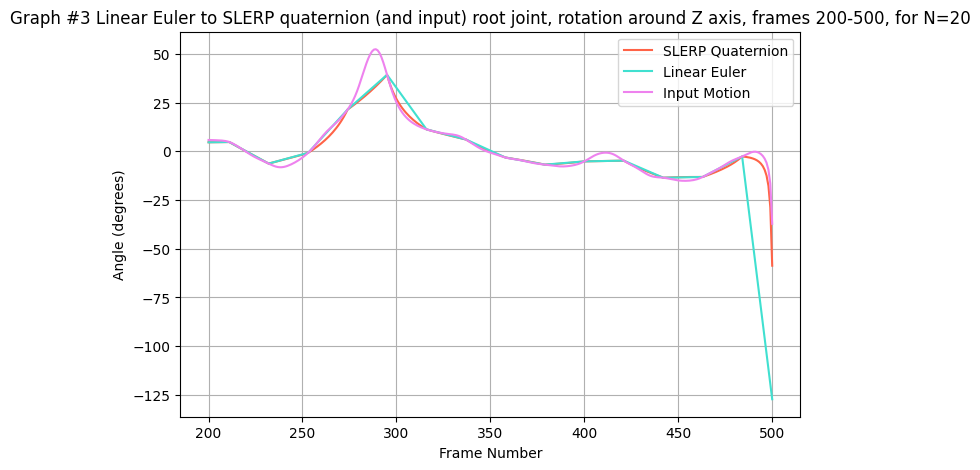 Graph #3 Linear Euler to SLERP quaternion (and input) root joint, rotation around Z axis, frames 200-500, for N=20
SLERP Quaternion
Linear Euler
Input Motion
50
25
0
−25
−50
−75
−100
−125
Angle (degrees)
200
250
300
350
400
450
500
Frame Number